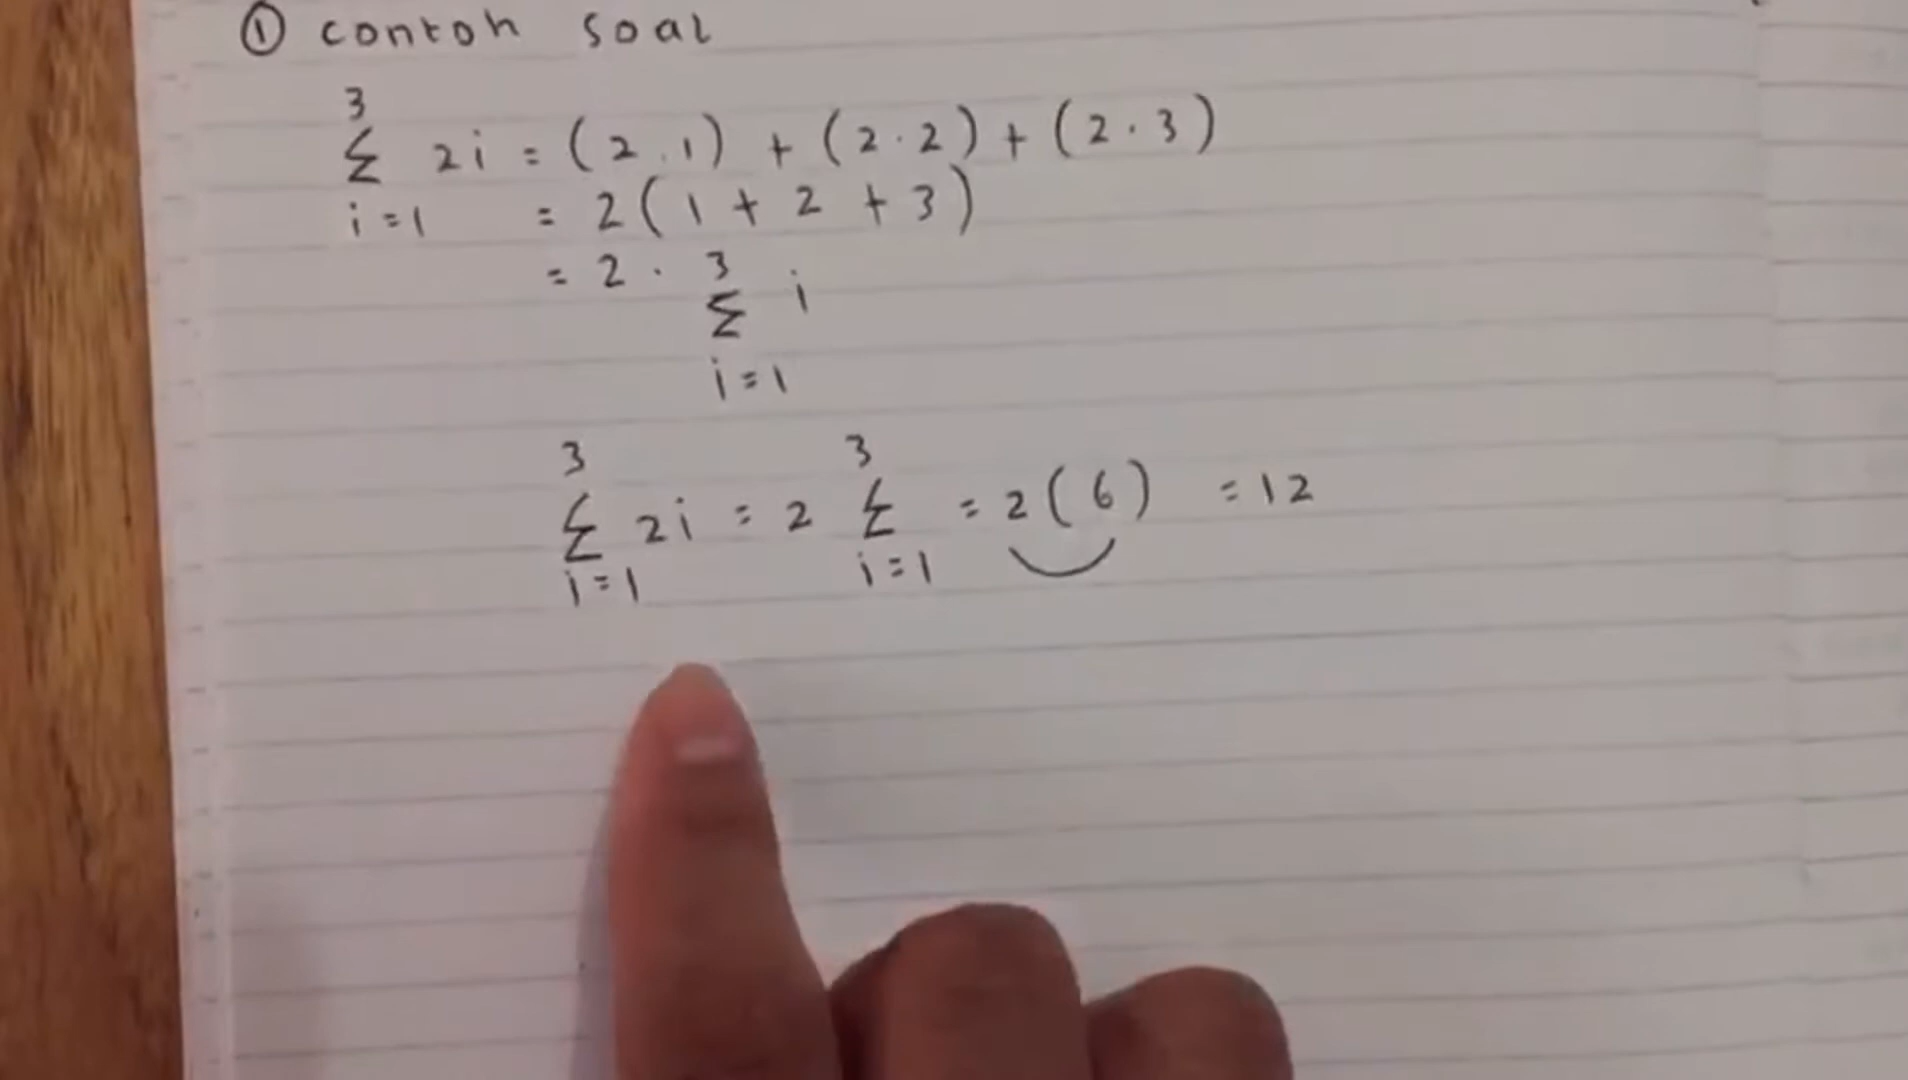 ① contoh soal
3
Σ 2i = (2.1) + (2.2) + (2.3)
i=1 = 2(1+2+3)
= 2 . 3
Σ i
i=1
3 3
Σ 2i = 2 Σ = 2(6) = 12
i=1 i=1